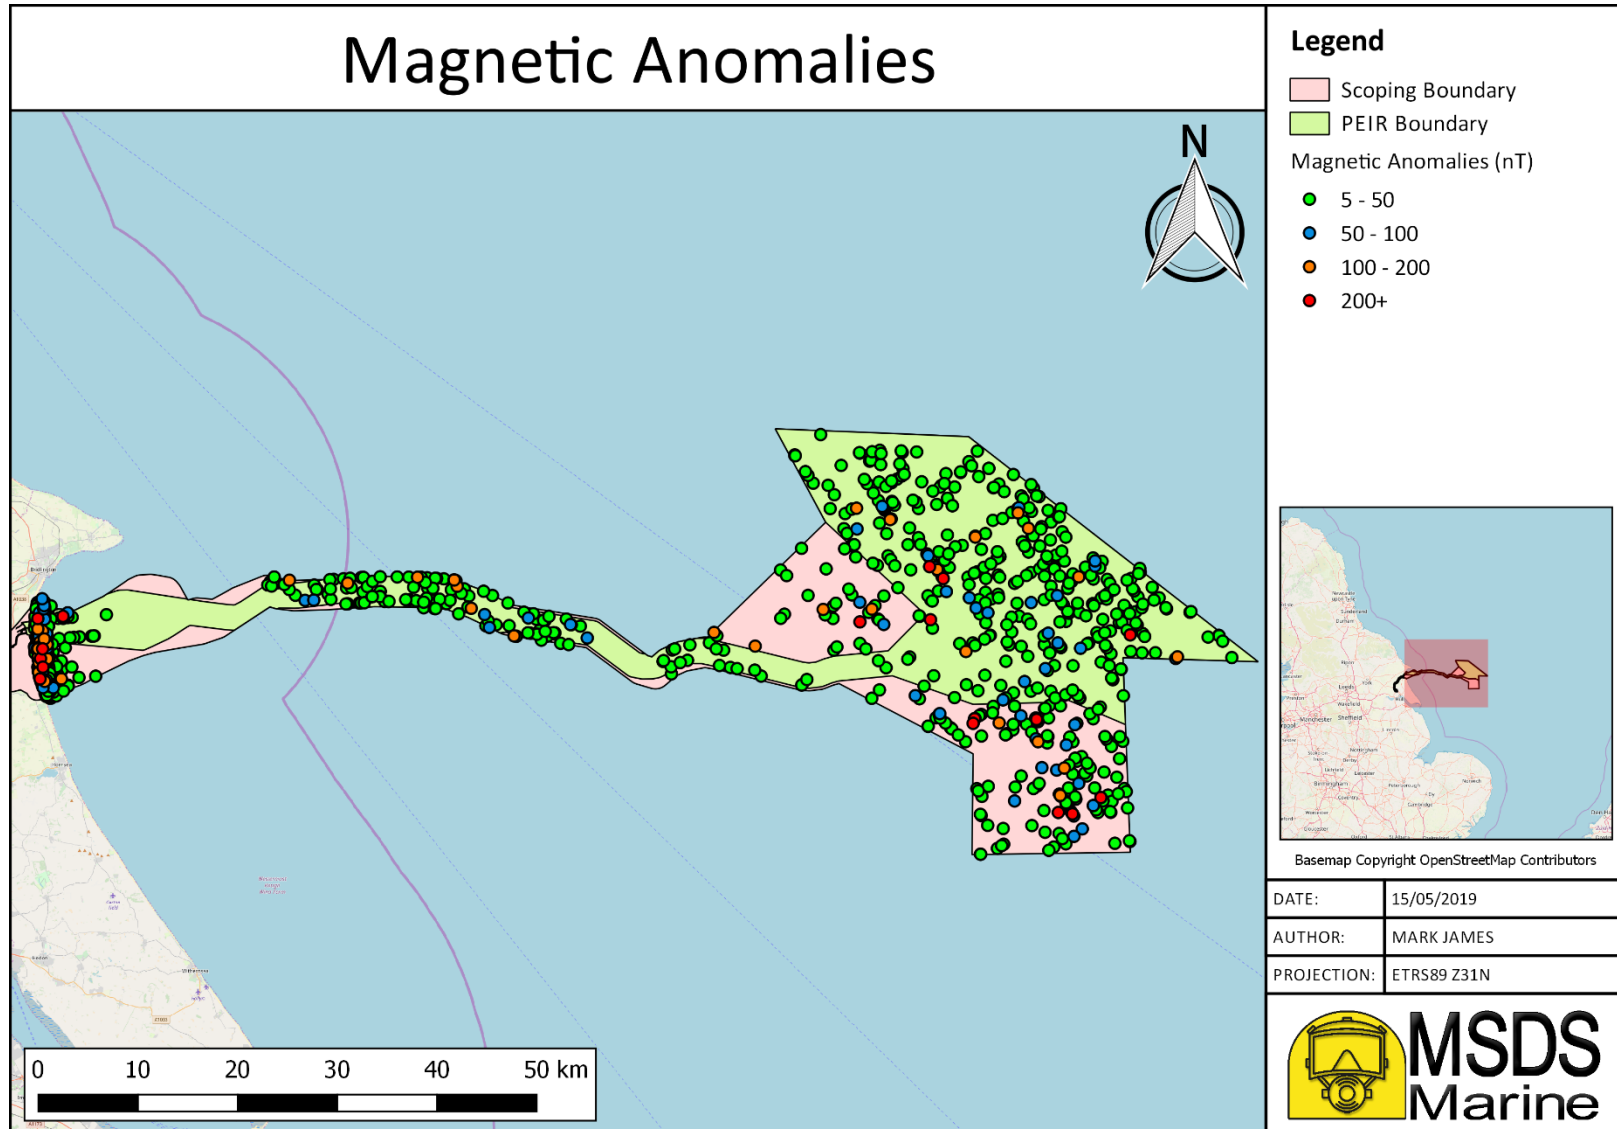 Magnetic Anomalies
N
Legend
Scoping Boundary
PEIR Boundary
Magnetic Anomalies (nT)
5 - 50
50 - 100
100 - 200
200+
0 10 20 30 40 50 km
Basemap Copyright OpenStreetMap Contributors
DATE: 15/05/2019
AUTHOR: MARK JAMES
PROJECTION: ETRS89 Z31N
MSDS
Marine